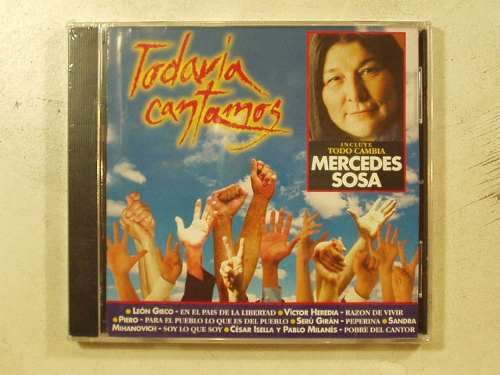 Todavia
cantamos
INCLUYE
TODO CAMBIA
MERCEDES
SOSA
• LEÓN GIECO - EN EL PAIS DE LA LIBERTAD • VÍCTOR HEREDIA - RAZON DE VIVIR
• PIERO - PARA EL PUEBLO LO QUE ES DEL PUEBLO • SERÚ GIRÁN - PEPERINA • SANDRA
MIHANOVICH - SOY LO QUE SOY • CÉSAR ISELLA Y PABLO MILANÉS - POBRE DEL CANTOR